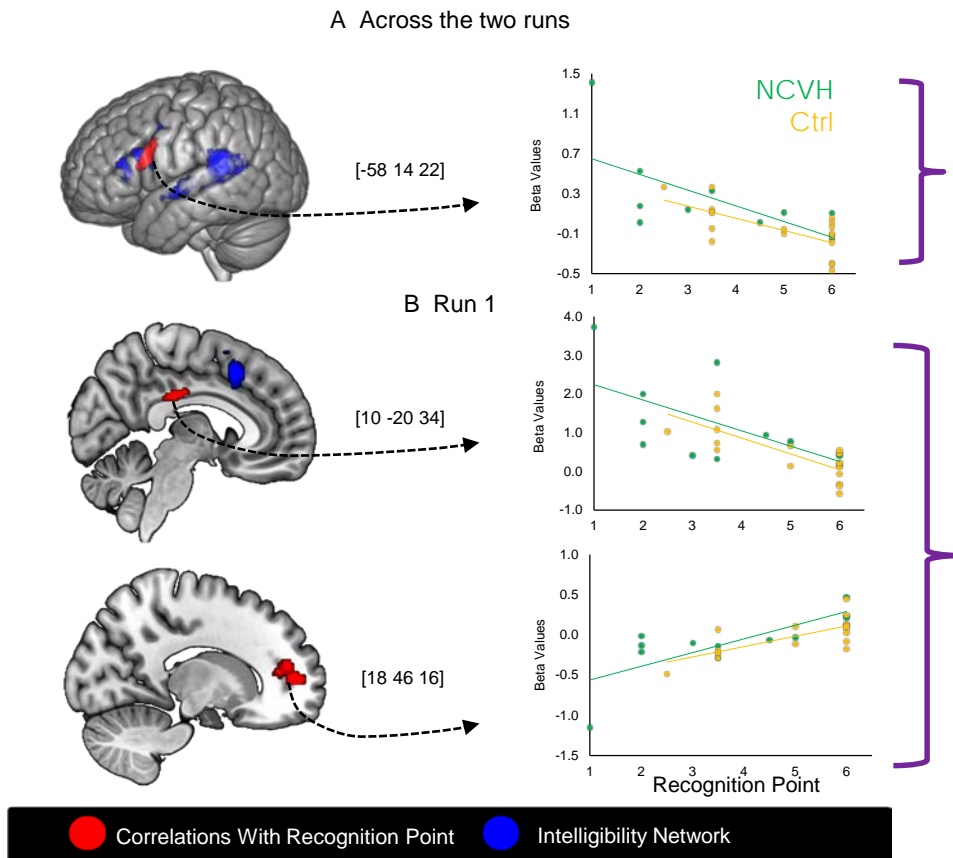 A Across the two runs
[-58 14 22]
NCVH
Ctrl
Beta Values
1.5
1.1
0.7
0.3
-0.1
-0.5
1 2 3 4 5 6
B Run 1
[10 -20 34]
Beta Values
4.0
3.0
2.0
1.0
0.0
-1.0
1 2 3 4 5 6
[18 46 16]
Beta Values
1.0
0.5
0.0
-0.5
-1.0
-1.5
1 2 3 4 5 6
Recognition Point
Correlations With Recognition Point Intelligibility Network